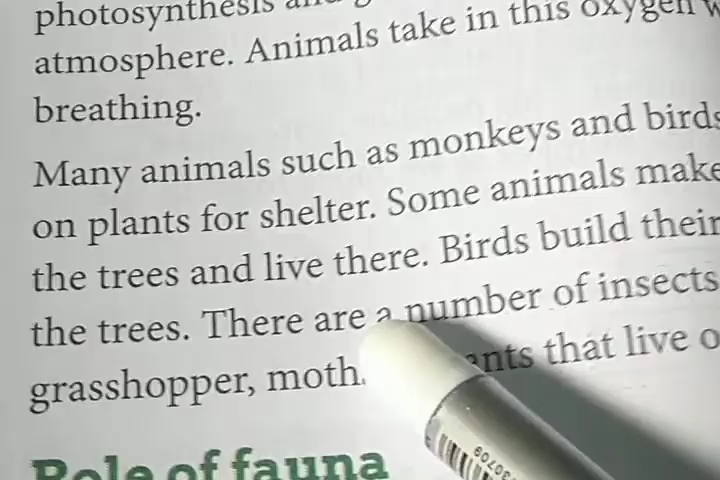 photosynthesis and
atmosphere. Animals take in this oxygen
breathing.
Many animals such as monkeys and birds
on plants for shelter. Some animals make
the trees and live there. Birds build their
the trees. There are a number of insects
grasshopper, moth, ants that live
Role of fauna